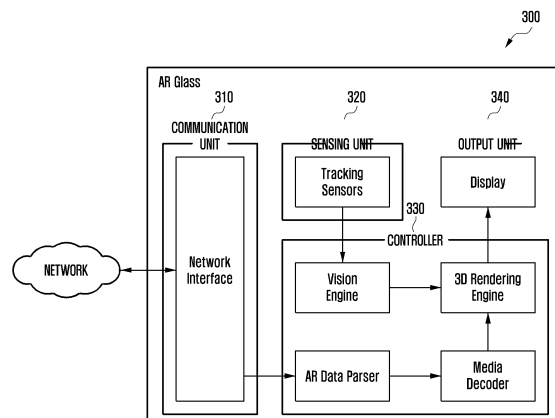 300
AR Glass
310
320
340
COMMUNICATION
UNIT
SENSING UNIT
OUTPUT UNIT
Tracking
Sensors
Display
330
CONTROLLER
NETWORK
Network
Interface
Vision
Engine
3D Rendering
Engine
AR Data Parser
Media
Decoder